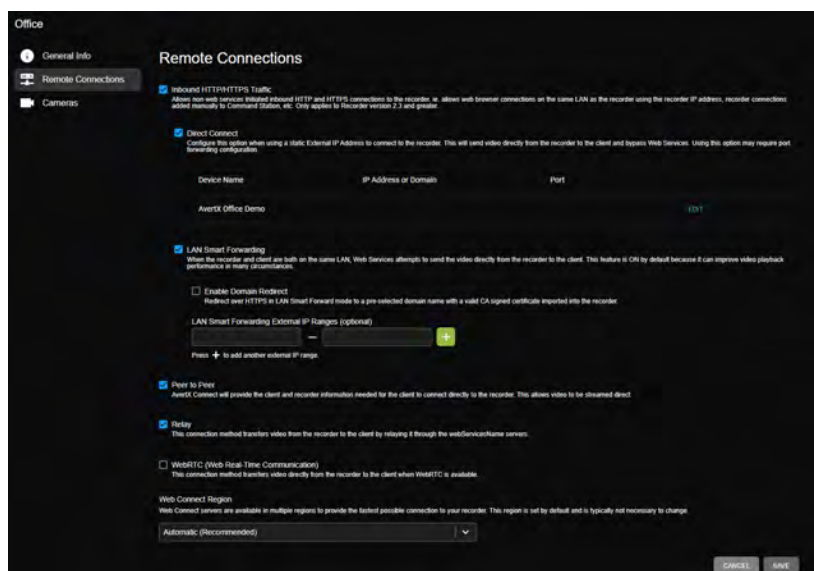 Office
General Info
Remote Connections
Cameras
Remote Connections
Inbound HTTP/HTTPS Traffic
Allows non-web services initiated inbound HTTP and HTTPS connections to the recorder, ie. allows web browser connections on the same LAN as the recorder using the recorder IP address, recorder connections
added manually to Command Station, etc. Only applies to Recorder version 2.3 and greater.
Direct Connect
Configure this option when using a static External IP Address to connect to the recorder. This will send video directly from the recorder to the client and bypass Web Services. Using this option may require port
forwarding configuration.
Device Name IP Address or Domain Port
AvertX Office Demo EDIT
LAN Smart Forwarding
When the recorder and client are both on the same LAN, Web Services attempts to send the video directly from the recorder to the client. This feature is ON by default because it can improve video playback
performance in many circumstances.
Enable Domain Redirect
Redirect over HTTPS in LAN Smart Forward mode to a pre-selected domain name with a valid CA signed certificate imported into the recorder.
LAN Smart Forwarding External IP Ranges (optional)
— +
Press + to add another external IP range.
Peer to Peer
AvertX Connect will provide the client and recorder information needed for the client to connect directly to the recorder. This allows video to be streamed direct.
Relay
This connection method transfers video from the recorder to the client by relaying it through the webServicesName servers.
WebRTC (Web Real-Time Communication)
This connection method transfers video directly from the recorder to the client when WebRTC is available.
Web Connect Region
Web Connect servers are available in multiple regions to provide the fastest possible connection to your recorder. This region is set by default and is typically not necessary to change.
Automatic (Recommended)
CANCEL SAVE